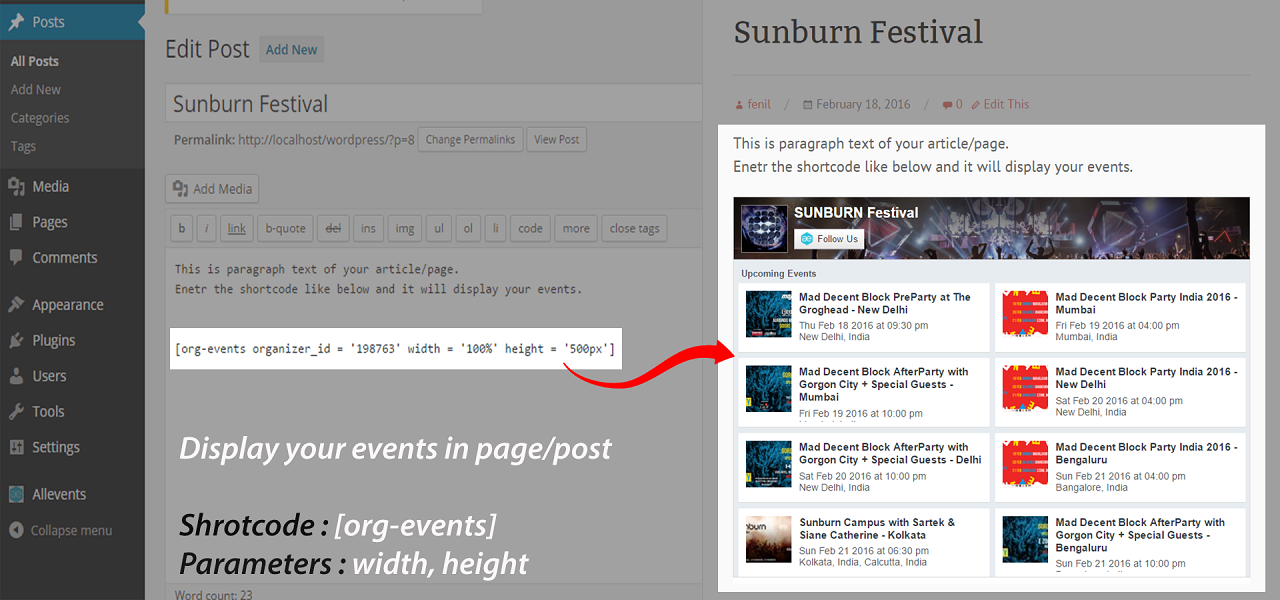 Posts
All Posts
Add New
Categories
Tags
Media
Pages
Comments
Appearance
Plugins
Users
Tools
Settings
Allevents
Collapse menu
Edit Post Add New
Sunburn Festival
Permalink: http://localhost/wordpress/?p=8 Change Permalinks View Post
Add Media
b i link b-quote del ins img ul ol li code more close tags
This is paragraph text of your article/page.
Enetr the shortcode like below and it will display your events.
[org-events organizer_id = '198763' width = '100%' height = '500px']
Display your events in page/post
Shrotcode : [org-events]
Parameters : width, height
Word count: 23
Sunburn Festival
fenil / February 18, 2016 / 0 Edit This
This is paragraph text of your article/page.
Enetr the shortcode like below and it will display your events.
SUNBURN Festival
ae Follow Us
Upcoming Events
Mad Decent Block PreParty at The
Groghead - New Delhi
Thu Feb 18 2016 at 09:30 pm
New Delhi, India
Mad Decent Block Party India 2016 -
Mumbai
Fri Feb 19 2016 at 04:00 pm
Mumbai, India
Mad Decent Block AfterParty with
Gorgon City + Special Guests -
Mumbai
Fri Feb 19 2016 at 10:00 pm
Mad Decent Block Party India 2016 -
New Delhi
Sat Feb 20 2016 at 04:00 pm
New Delhi, India
Mad Decent Block AfterParty with
Gorgon City + Special Guests - Delhi
Sat Feb 20 2016 at 10:00 pm
New Delhi, India
Mad Decent Block Party India 2016 -
Bengaluru
Sun Feb 21 2016 at 04:00 pm
Bangalore, India
Sunburn Campus with Sartek &
Siane Catherine - Kolkata
Sun Feb 21 2016 at 06:30 pm
Kolkata, India, Calcutta, India
Mad Decent Block AfterParty with
Gorgon City + Special Guests -
Bengaluru
Sun Feb 21 2016 at 10:00 pm